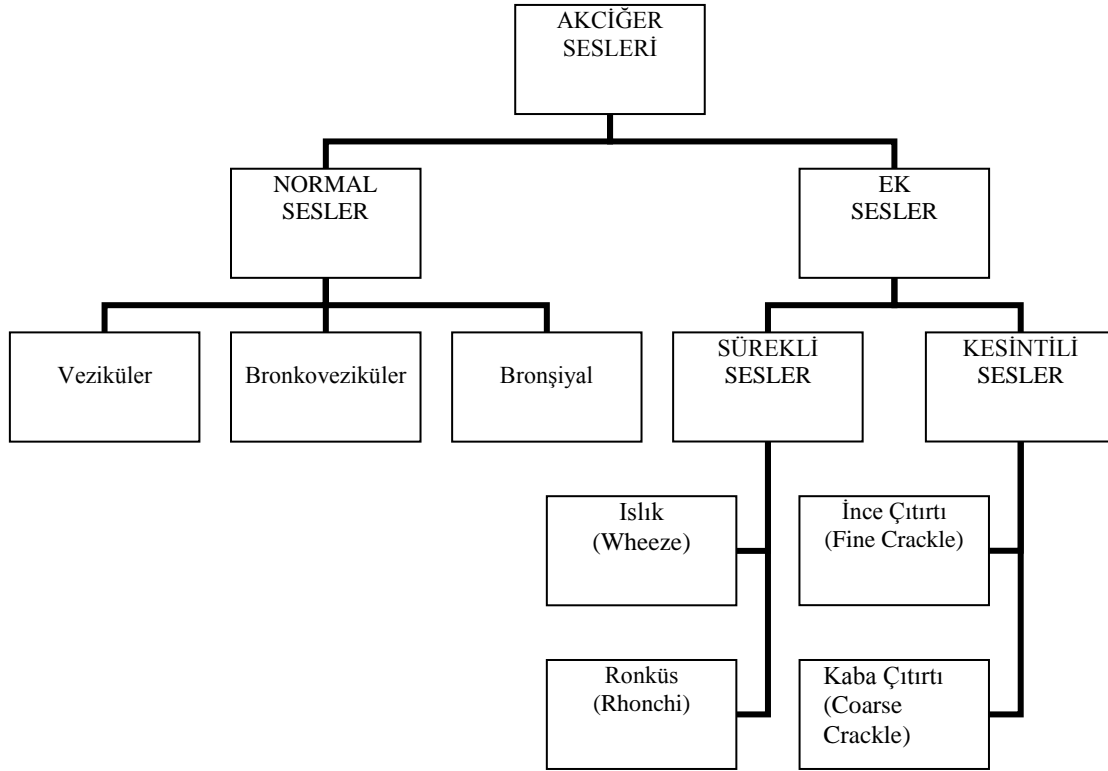 AKCİĞER
SESLERİ
NORMAL
SESLER
EK
SESLER
Veziküler
Bronkoveziküler
Bronşiyal
SÜREKLİ
SESLER
KESİNTİLİ
SESLER
Islık
(Wheeze)
İnce Çıtırtı
(Fine Crackle)
Ronküs
(Rhonchi)
Kaba Çıtırtı
(Coarse
Crackle)